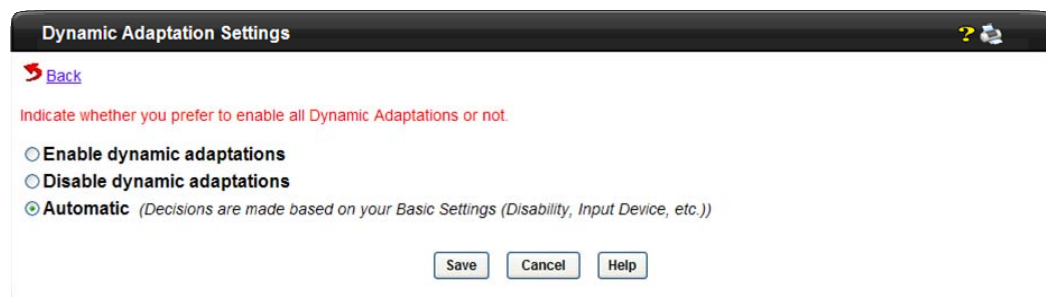 Dynamic Adaptation Settings ?
Back
Indicate whether you prefer to enable all Dynamic Adaptations or not.
Enable dynamic adaptations
Disable dynamic adaptations
Automatic (Decisions are made based on your Basic Settings (Disability, Input Device, etc.))
Save Cancel Help